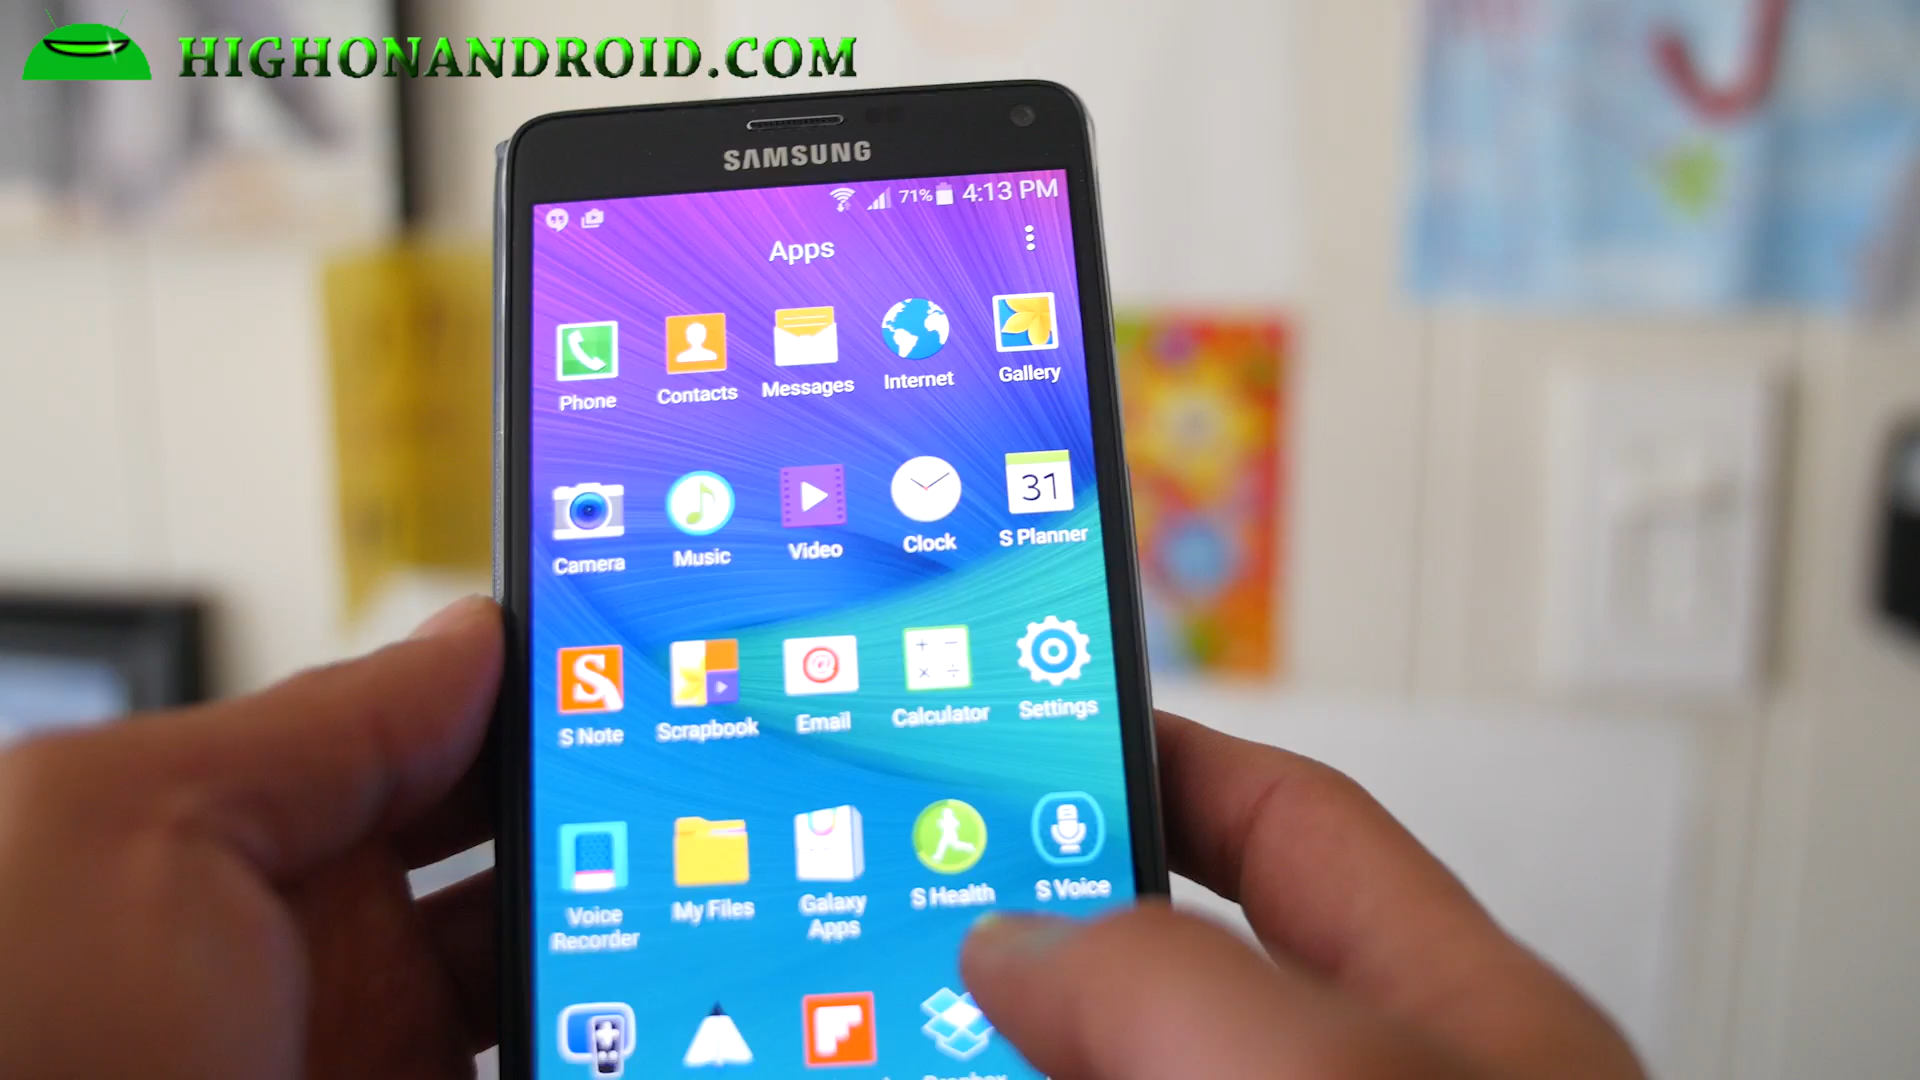 HIGHONANDROID.COM
SAMSUNG
71% 4:13 PM
Apps
Phone
Contacts
Messages
Internet
Gallery
Camera
Music
Video
Clock
31
S Planner
S Note
Scrapbook
Email
Calculator
Settings
Voice
Recorder
My Files
Galaxy
Apps
S Health
S Voice
Dropbox